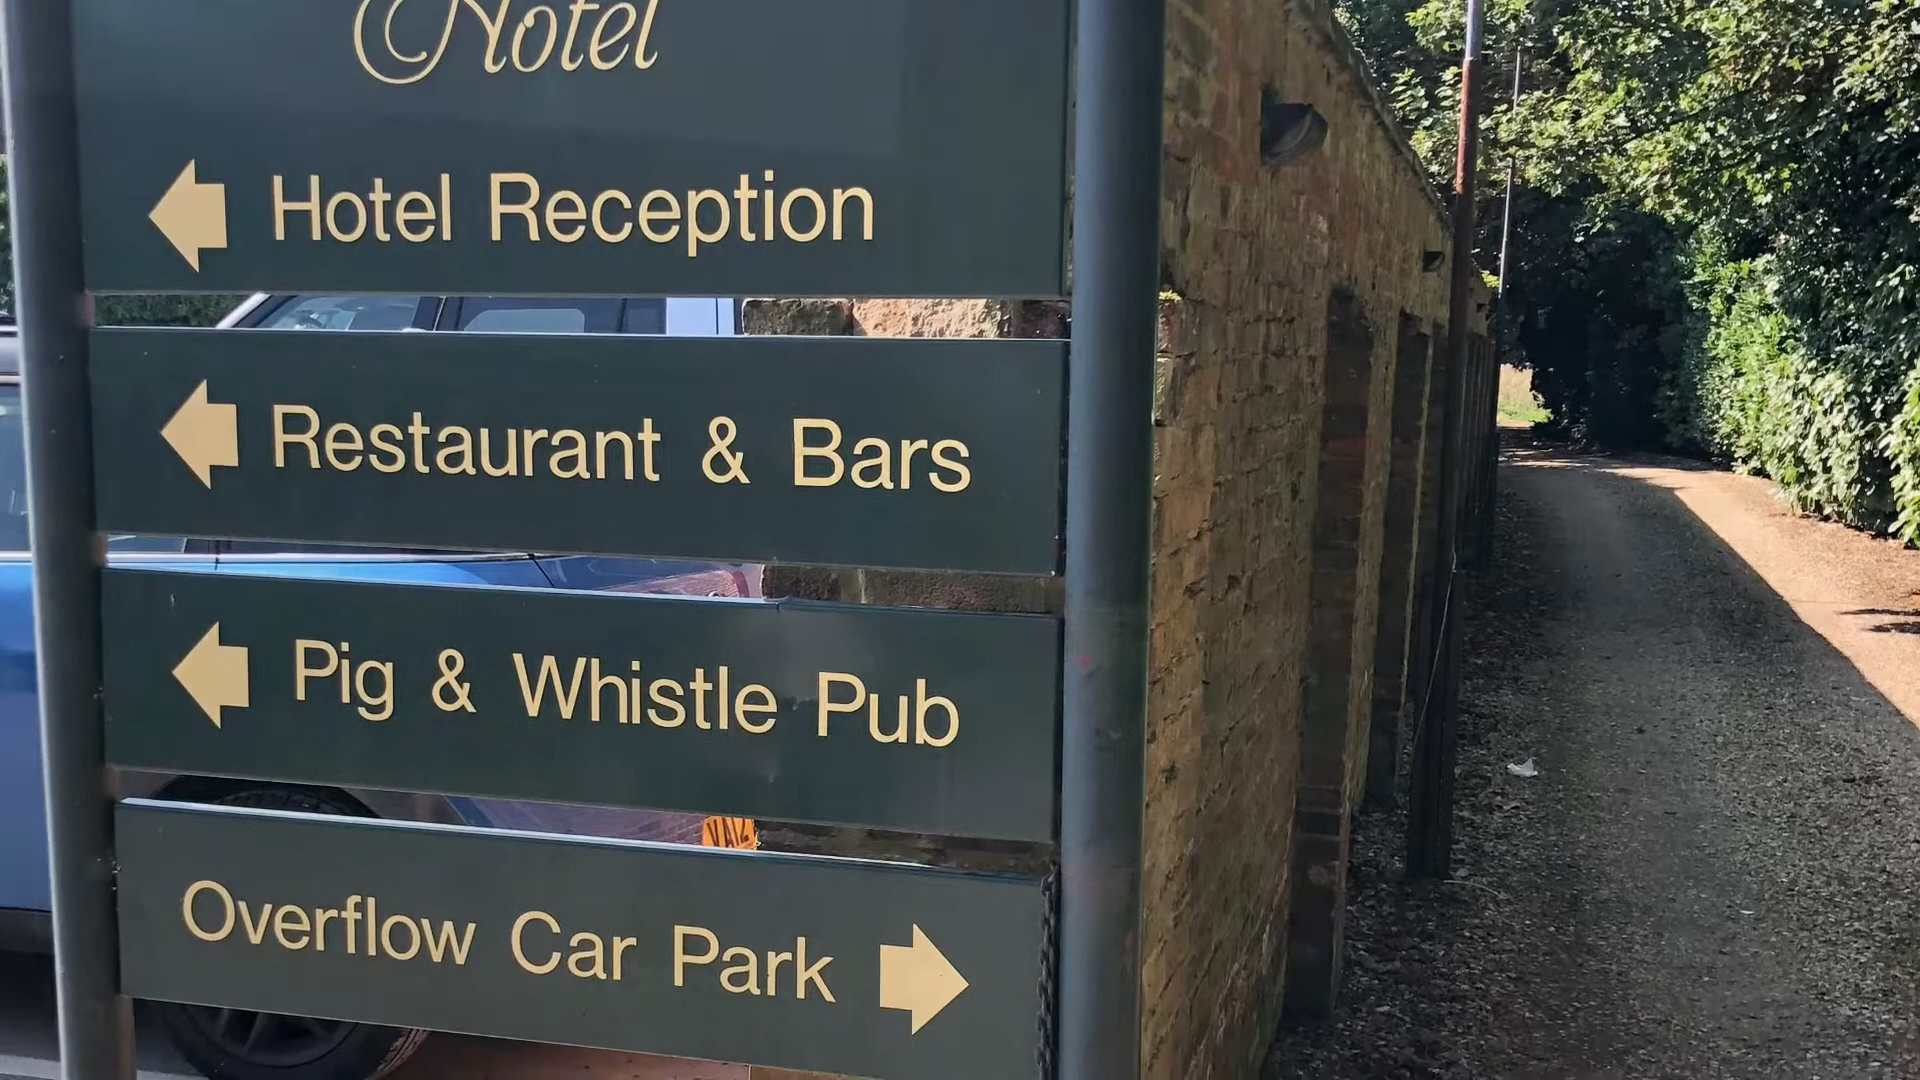 Hotel
Hotel Reception
Restaurant & Bars
Pig & Whistle Pub
Overflow Car Park